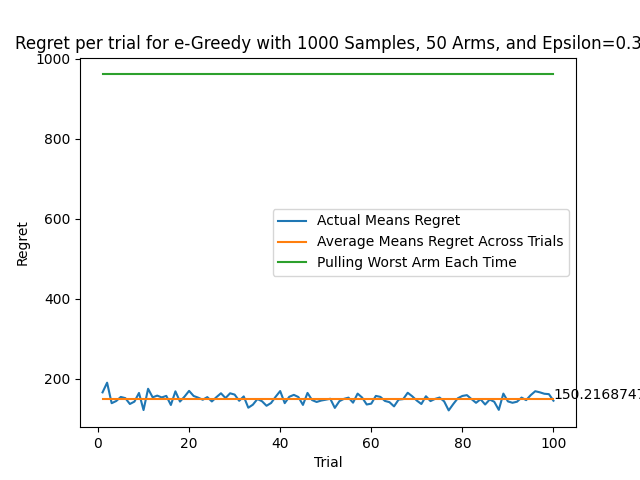 Regret per trial for e-Greedy with 1000 Samples, 50 Arms, and Epsilon=0.3
1000
800
600
400
200
Regret
Actual Means Regret
Average Means Regret Across Trials
Pulling Worst Arm Each Time
150.2168747
0 20 40 60 80 100
Trial